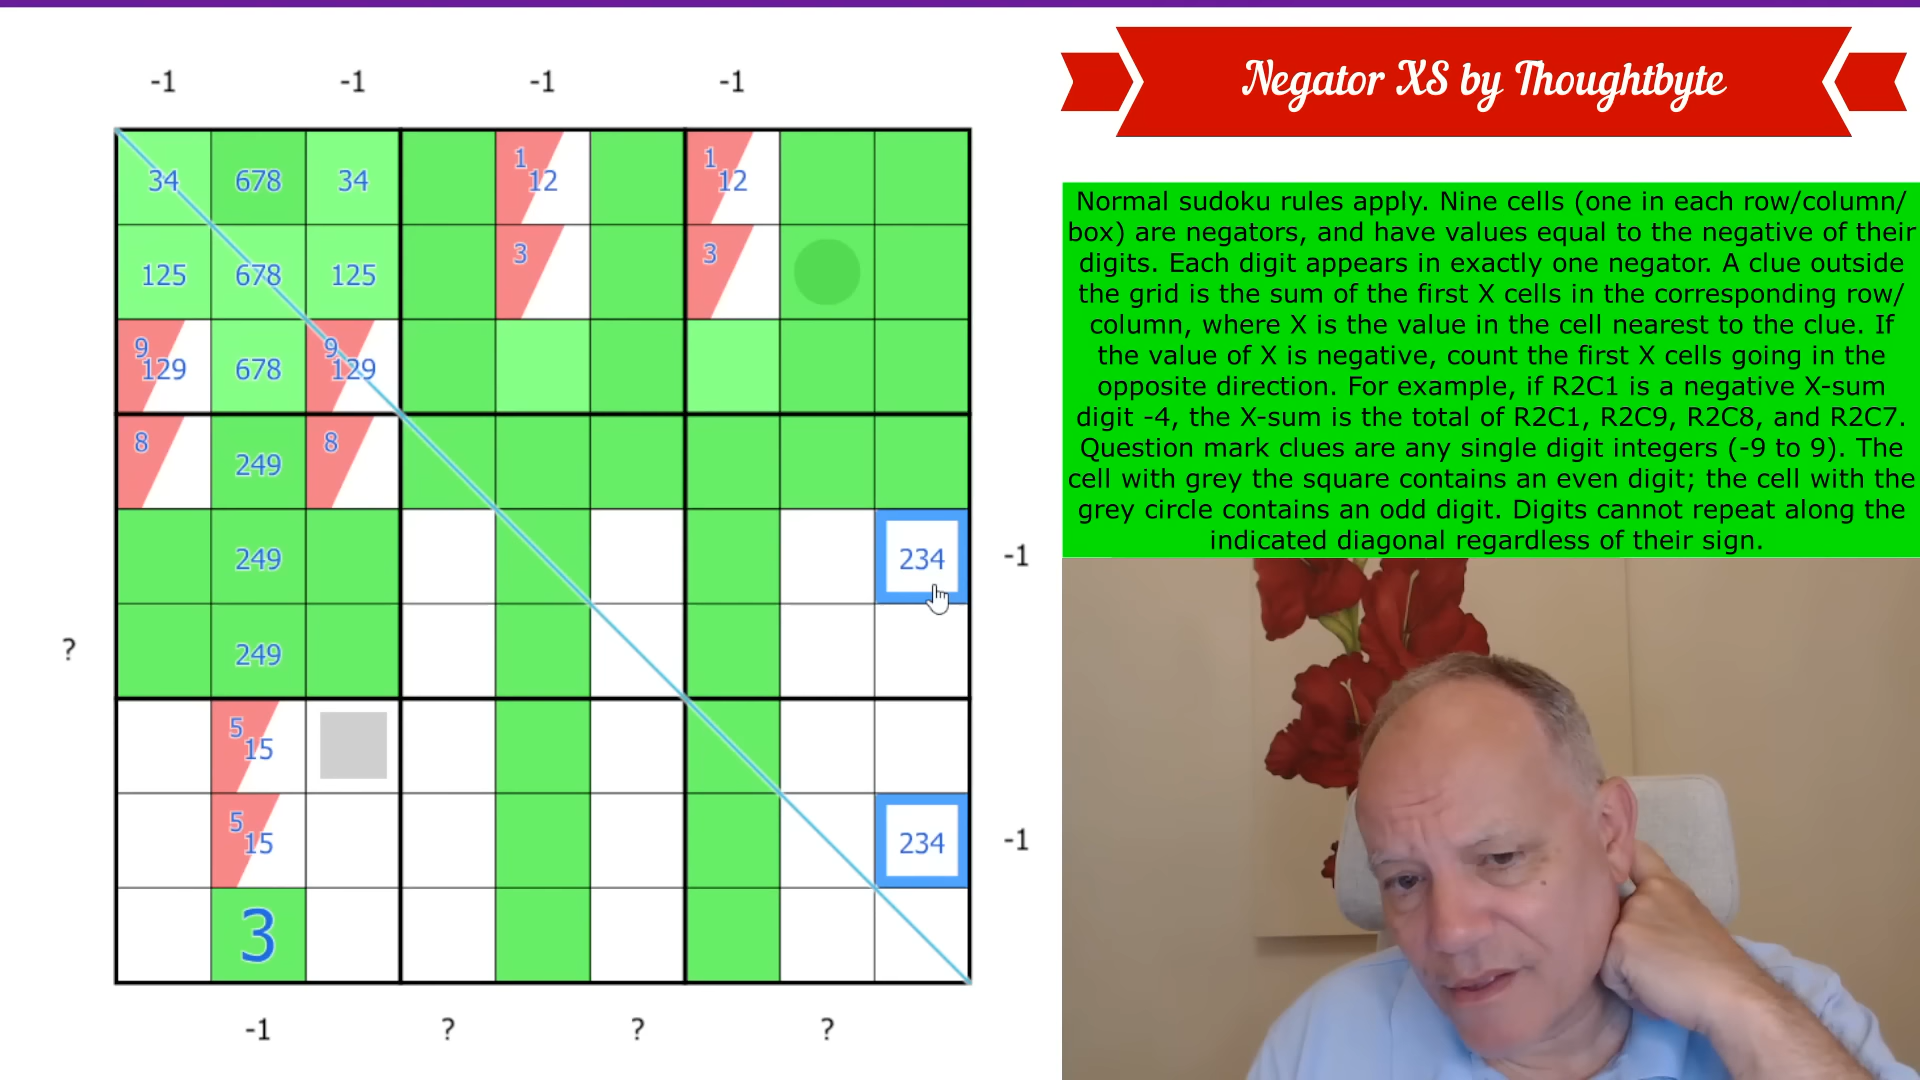 Negator XS by Thoughtbyte
-1 -1 -1 -1
34 678 34 1 12 1 12
125 678 125 3 3
9 129 678 9 129
8 249 8
249 234 -1
? 249
5 15
5 15 234 -1
3
-1 ? ? ?
Normal sudoku rules apply. Nine cells (one in each row/column/
box) are negators, and have values equal to the negative of their
digits. Each digit appears in exactly one negator. A clue outside
the grid is the sum of the first X cells in the corresponding row/
column, where X is the value in the cell nearest to the clue. If
the value of X is negative, count the first X cells going in the
opposite direction. For example, if R2C1 is a negative X-sum
digit -4, the X-sum is the total of R2C1, R2C9, R2C8, and R2C7.
Question mark clues are any single digit integers (-9 to 9). The
cell with grey the square contains an even digit; the cell with the
grey circle contains an odd digit. Digits cannot repeat along the
indicated diagonal regardless of their sign.